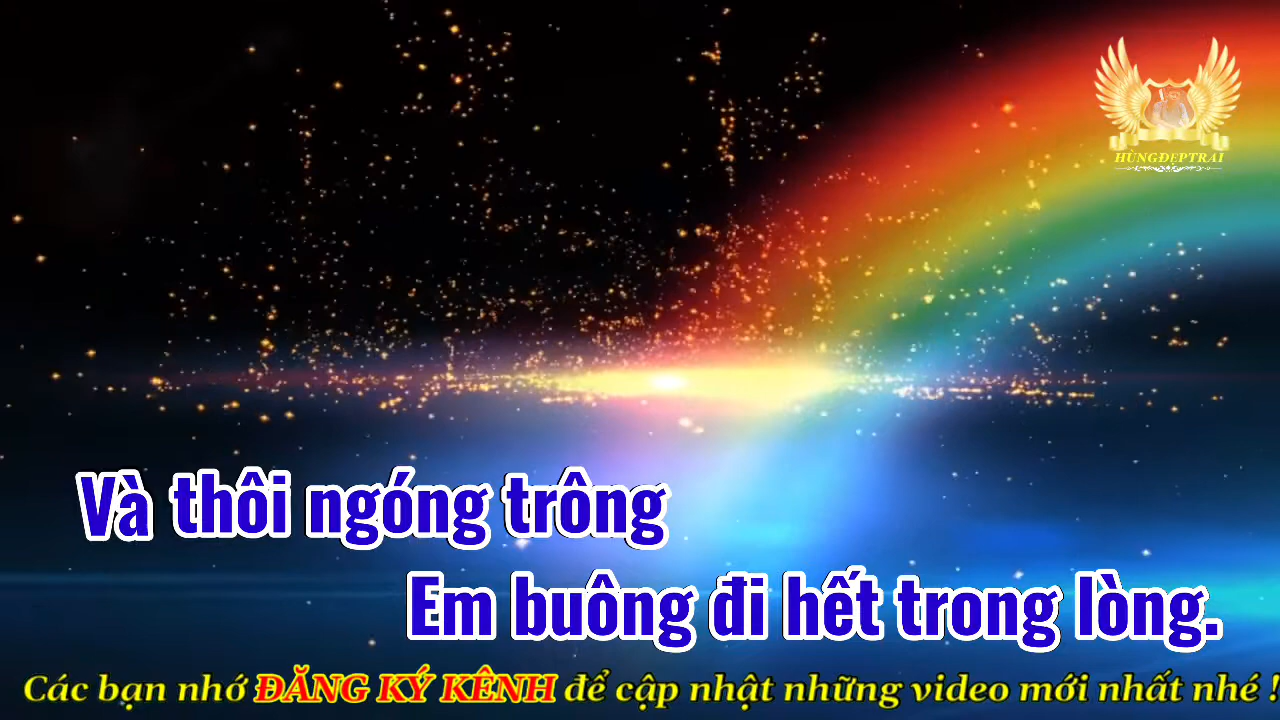 HÙNGĐẸPTRAI
Và thôi ngóng trông
Em buông đi hết trong lòng.
Các bạn nhớ ĐĂNG KÝ KÊNH để cập nhật những video mới nhất nhé !